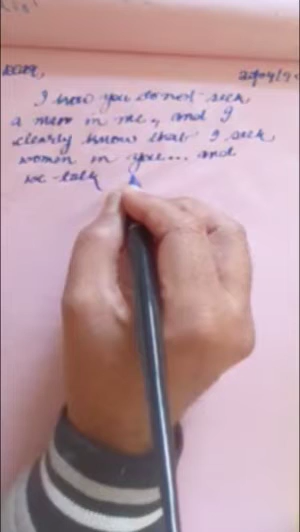 Dear,
I know you do not seek
a man in me, and I
clearly know that I seek
women in you... and
we talk